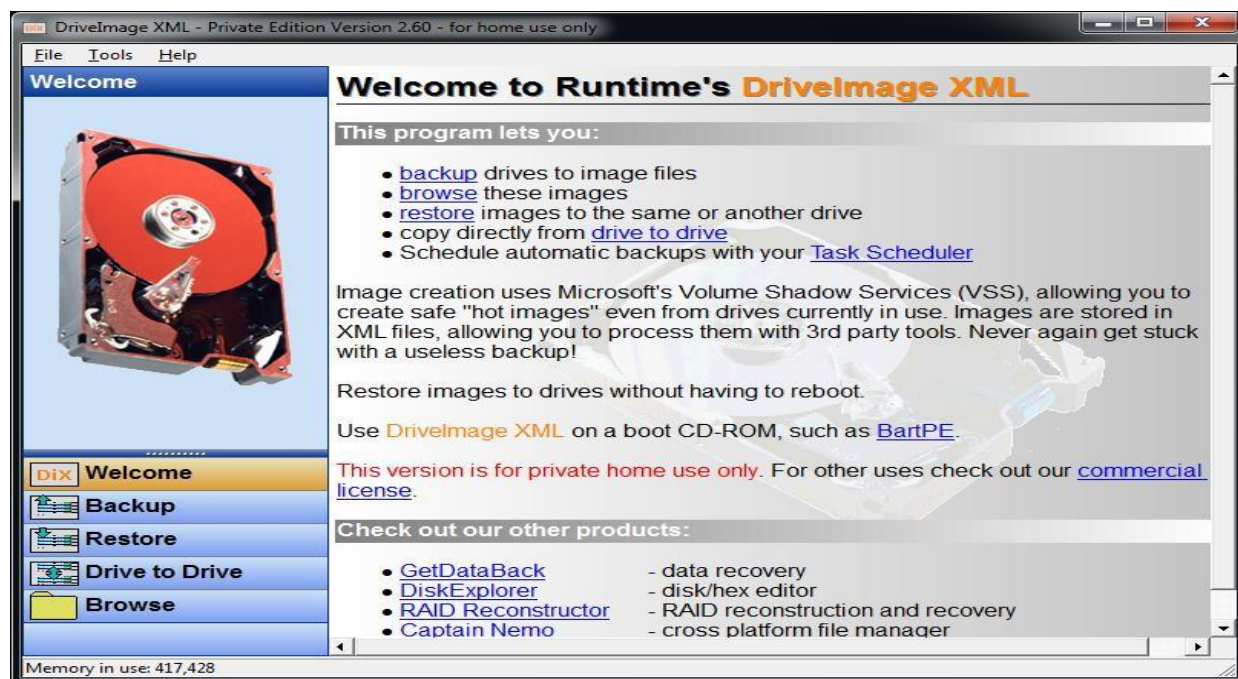 DriveImage XML - Private Edition Version 2.60 - for home use only
File Tools Help
Welcome
Welcome to Runtime's DriveImage XML
This program lets you:
• backup drives to image files
• browse these images
• restore images to the same or another drive
• copy directly from drive to drive
• Schedule automatic backups with your Task Scheduler
Image creation uses Microsoft's Volume Shadow Services (VSS), allowing you to
create safe "hot images" even from drives currently in use. Images are stored in
XML files, allowing you to process them with 3rd party tools. Never again get stuck
with a useless backup!
Restore images to drives without having to reboot.
Use DriveImage XML on a boot CD-ROM, such as BartPE.
This version is for private home use only. For other uses check out our commercial
license.
Check out our other products:
• GetDataBack - data recovery
• DiskExplorer - disk/hex editor
• RAID Reconstructor - RAID reconstruction and recovery
• Captain Nemo - cross platform file manager
DiX Welcome
Backup
Restore
Drive to Drive
Browse
Memory in use: 417,428